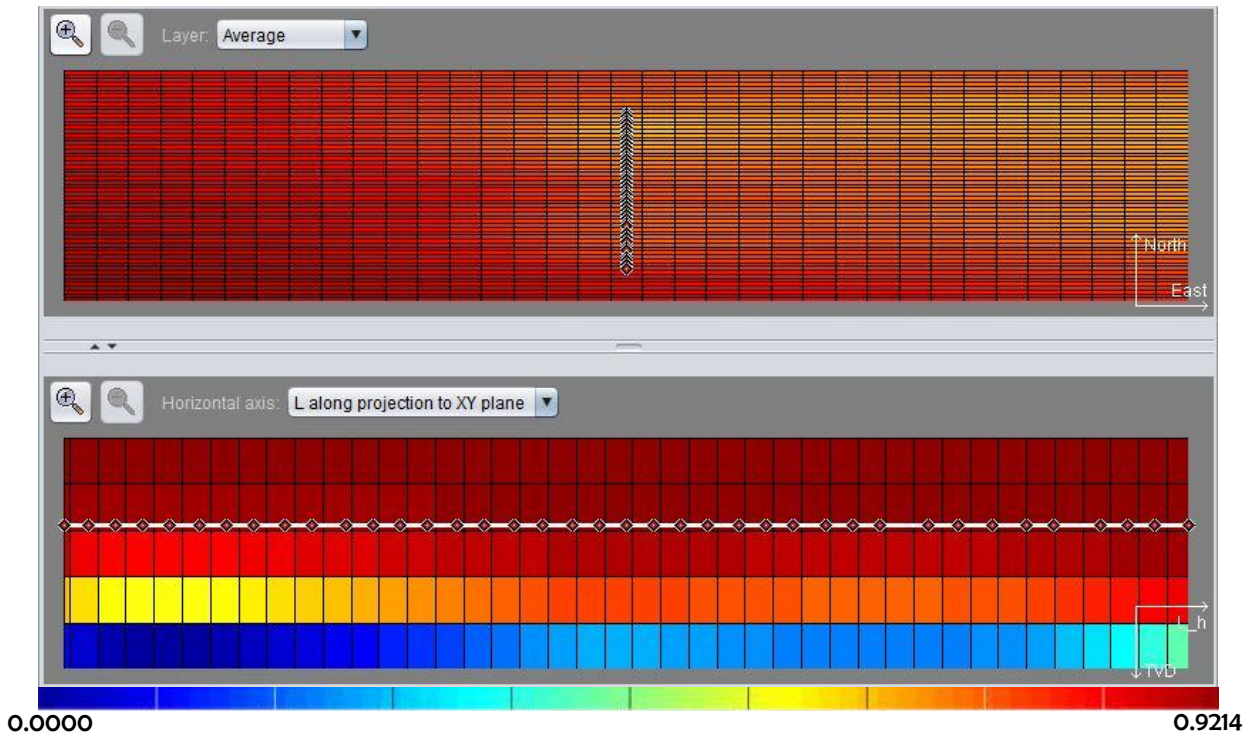 Layer: Average
North
East
Horizontal axis: L along projection to XY plane
L_h
TVD
0.0000 0.9214